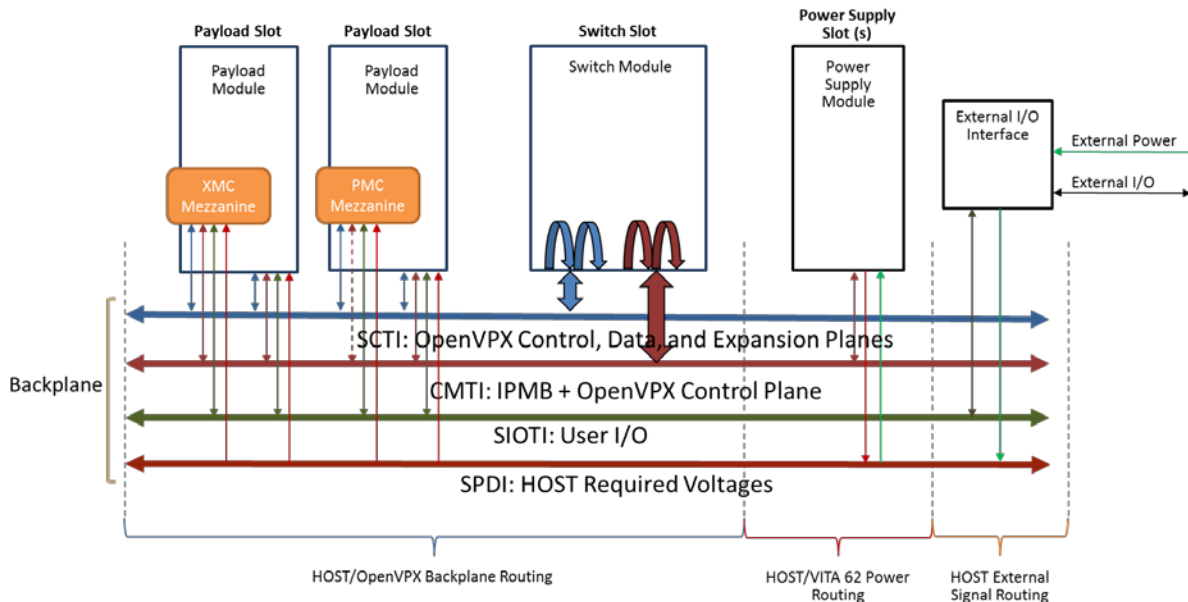 Payload Slot
Payload Slot
Switch Slot
Power Supply
Slot (s)
Payload
Module
Payload
Module
Switch Module
Power
Supply
Module
External I/O
Interface
External Power
External I/O
XMC
Mezzanine
PMC
Mezzanine
Backplane
SCTI: OpenVPX Control, Data, and Expansion Planes
CMTI: IPMB + OpenVPX Control Plane
SIOTI: User I/O
SPDI: HOST Required Voltages
HOST/OpenVPX Backplane Routing
HOST/VITA 62 Power
Routing
HOST External
Signal Routing